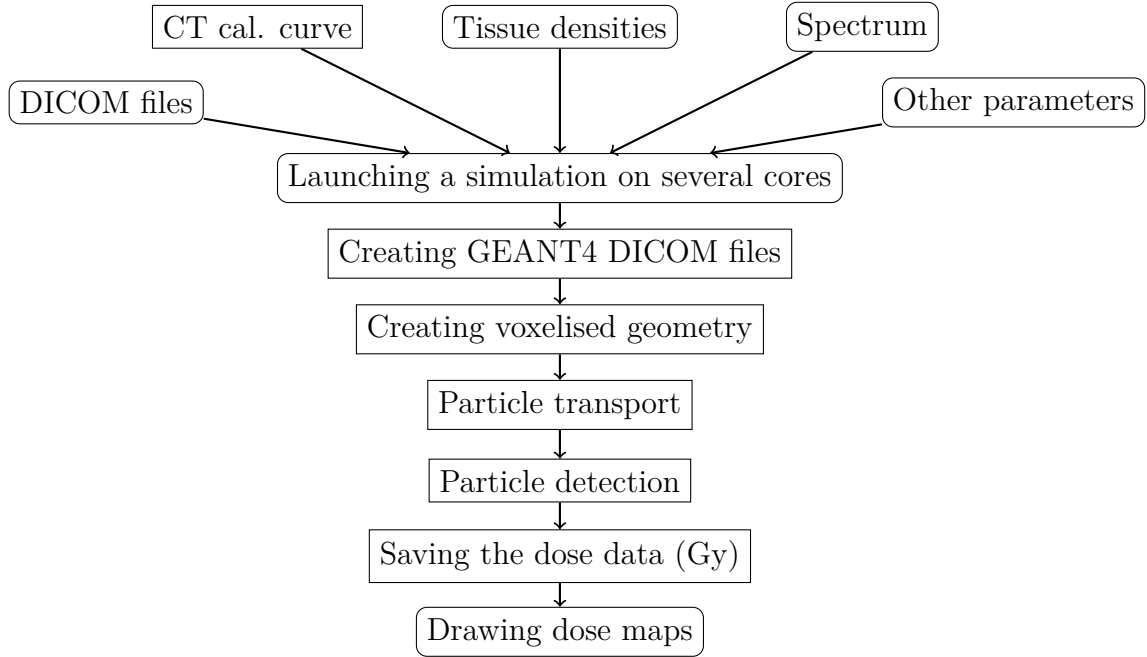 CT cal. curve
Tissue densities
Spectrum
DICOM files
Other parameters
Launching a simulation on several cores
Creating GEANT4 DICOM files
Creating voxelised geometry
Particle transport
Particle detection
Saving the dose data (Gy)
Drawing dose maps